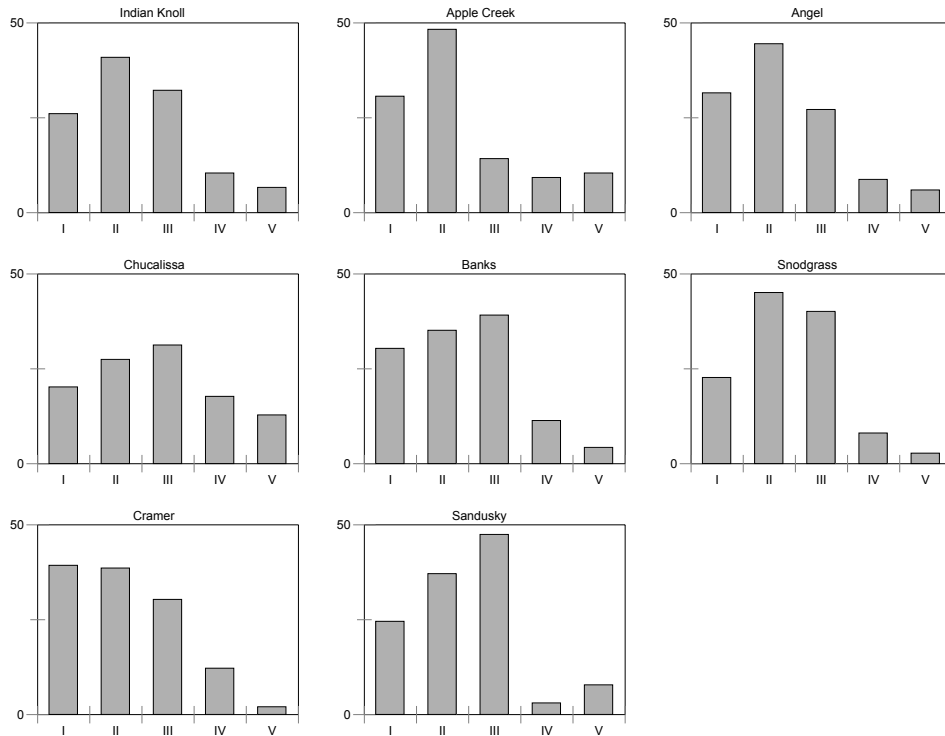 Indian Knoll
Apple Creek
Angel
50
50
50
0
0
0
I II III IV V
I II III IV V
I II III IV V
Chucalissa
Banks
Snodgrass
50
50
50
0
0
0
I II III IV V
I II III IV V
I II III IV V
Cramer
Sandusky
50
50
0
0
I II III IV V
I II III IV V